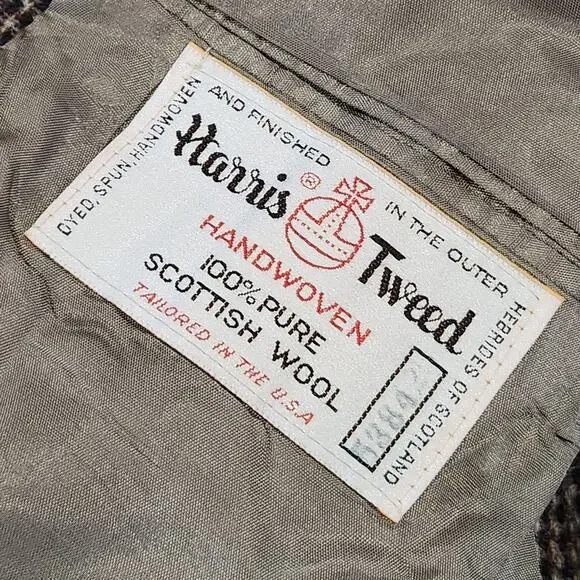 DYED, SPUN, HANDWOVEN
AND FINISHED
IN THE OUTER
HEBRIDES OF SCOTLAND
Harris ® Tweed
HANDWOVEN
100% PURE
SCOTTISH WOOL
TAILORED IN THE U.S.A